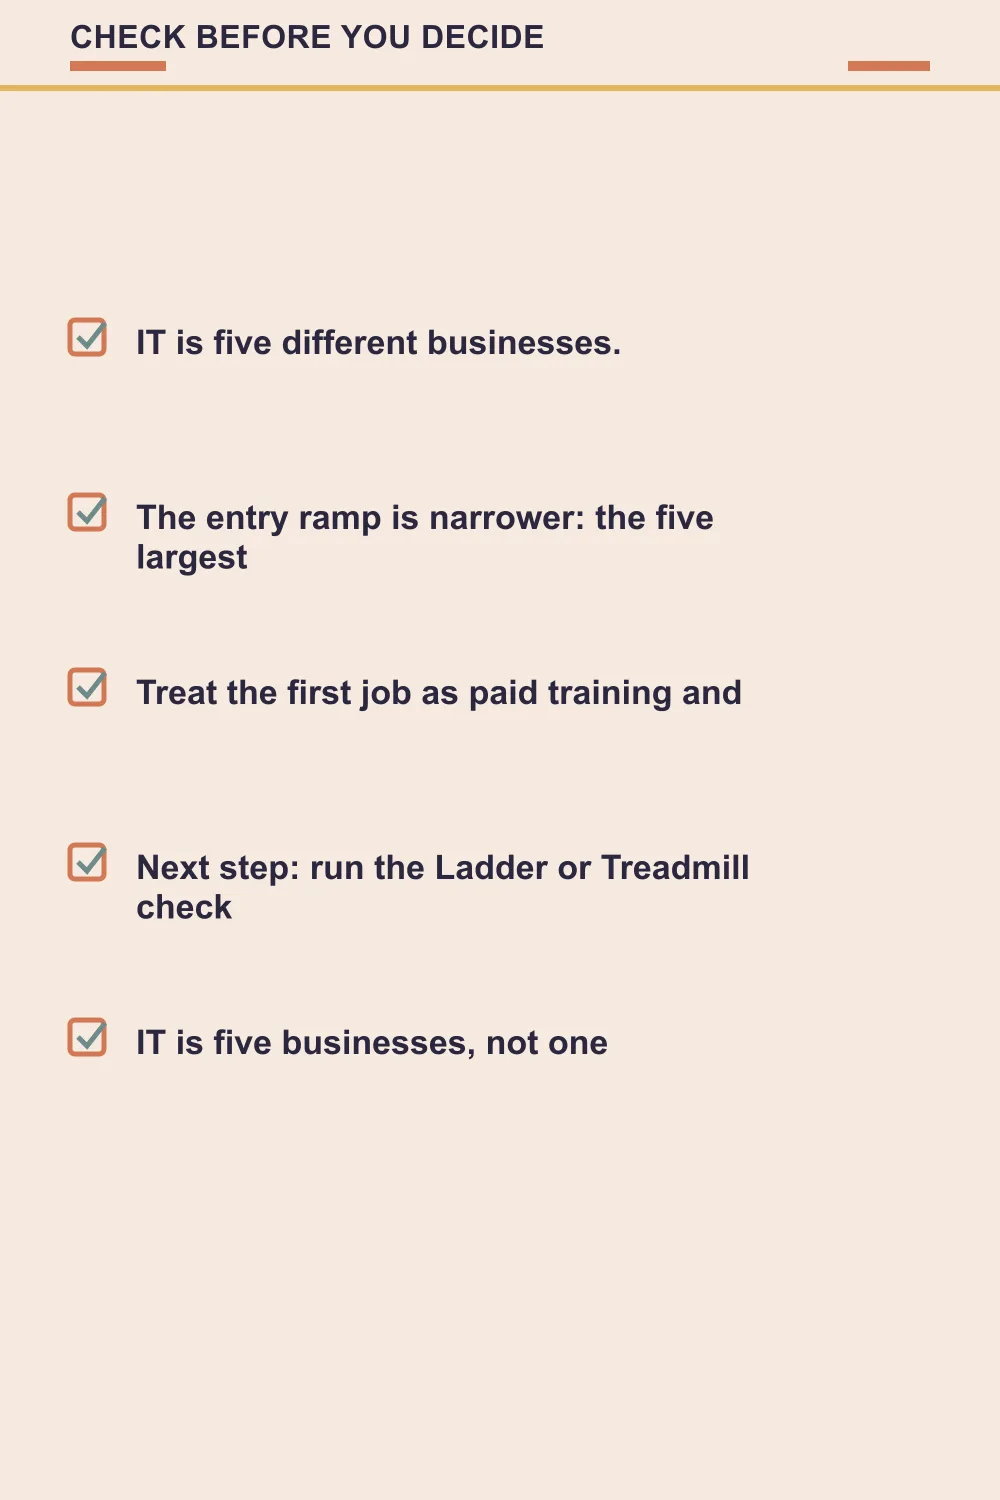 CHECK BEFORE YOU DECIDE
IT is five different businesses.
The entry ramp is narrower: the five
largest
Treat the first job as paid training and
Next step: run the Ladder or Treadmill
check
IT is five businesses, not one